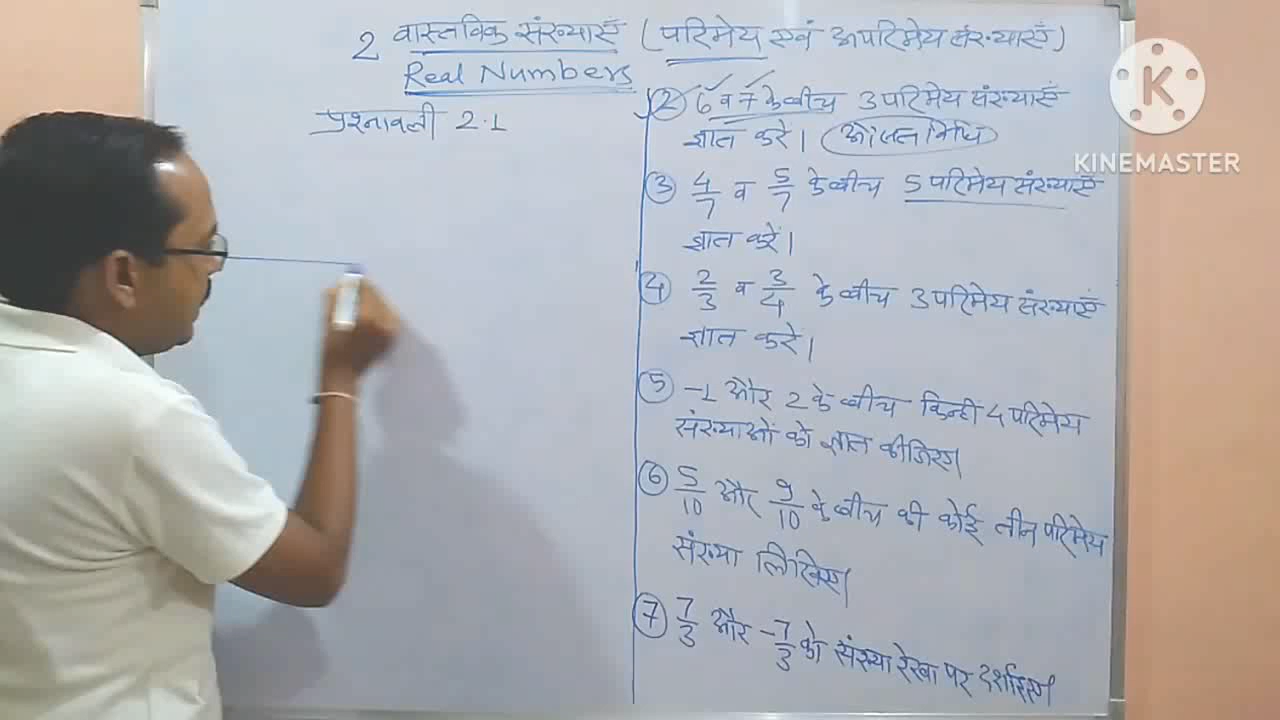 2 वास्तविक संख्याएँ (परिमेय एवं अपरिमेय संख्याएँ)
Real Numbers
प्रश्नावली 2.1
② 6 व 7 के बीच 3 परिमेय संख्याएँ
ज्ञात करे। (औसत विधि)
③ 4/7 व 5/7 के बीच 5 परिमेय संख्याएँ
ज्ञात करें।
④ 2/3 व 3/4 के बीच 3 परिमेय संख्याएँ
ज्ञात करे।
⑤ -1 और 2 के बीच किन्ही 4 परिमेय
संख्याओं को ज्ञात कीजिए।
⑥ 5/10 और 9/10 के बीच की कोई तीन परिमेय
संख्या लिखिए।
⑦ 7/3 और -7/3 को संख्या रेखा पर दर्शाइए।
K
KINEMASTER